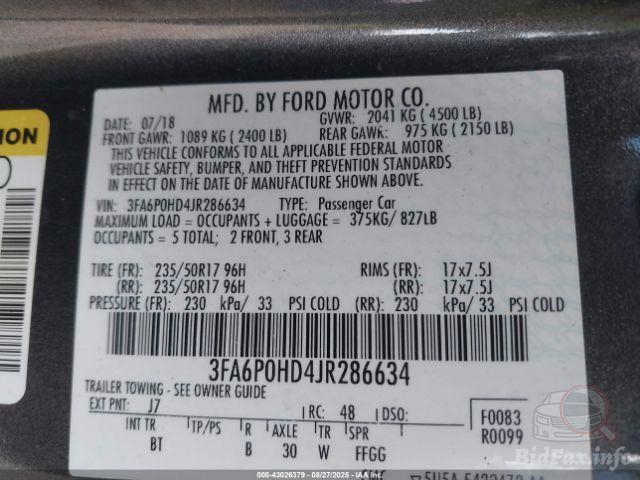 MFD. BY FORD MOTOR CO.
DATE: 07/18 GVWR: 2041 KG ( 4500 LB)
FRONT GAWR: 1089 KG ( 2400 LB) REAR GAWR: 975 KG ( 2150 LB)
THIS VEHICLE CONFORMS TO ALL APPLICABLE FEDERAL MOTOR
VEHICLE SAFETY, BUMPER, AND THEFT PREVENTION STANDARDS
IN EFFECT ON THE DATE OF MANUFACTURE SHOWN ABOVE.
VIN: 3FA6P0HD4JR286634 TYPE: Passenger Car
MAXIMUM LOAD = OCCUPANTS + LUGGAGE = 375KG/ 827LB
OCCUPANTS = 5 TOTAL; 2 FRONT, 3 REAR
TIRE (FR): 235/50R17 96H RIMS (FR): 17x7.5J
(RR): 235/50R17 96H (RR): 17x7.5J
PRESSURE (FR): 230 kPa/ 33 PSI COLD (RR): 230 kPa/ 33 PSI COLD
3FA6P0HD4JR286634
TRAILER TOWING - SEE OWNER GUIDE
EXT PNT: J7 RC: 48 DSO: F0083
INT TR TP/PS R AXLE TR SPR R0099
BT B 30 W FFGG
ION
BidFax.info
000-43026379 - 08/27/2025 - IAAI.COM